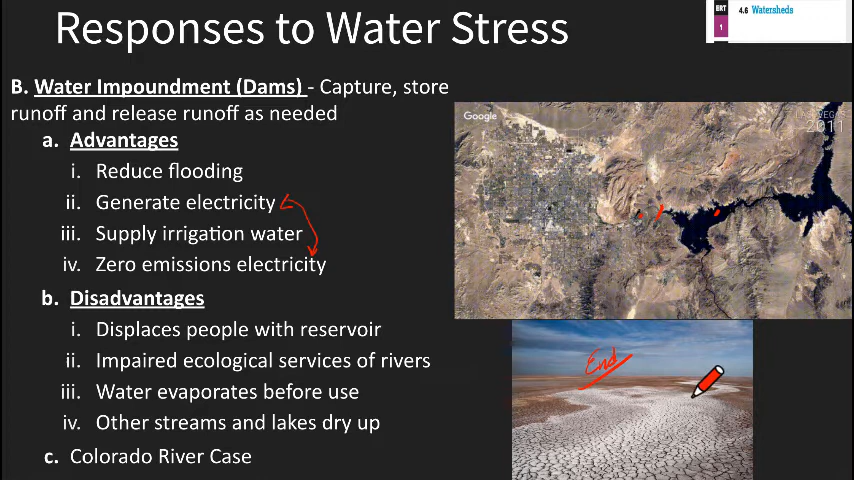 Responses to Water Stress
ERT
1
4.6 Watersheds
B. Water Impoundment (Dams) - Capture, store
runoff and release runoff as needed
a. Advantages
i. Reduce flooding
ii. Generate electricity
iii. Supply irrigation water
iv. Zero emissions electricity
b. Disadvantages
i. Displaces people with reservoir
ii. Impaired ecological services of rivers
iii. Water evaporates before use
iv. Other streams and lakes dry up
c. Colorado River Case
Google
LAS VEGAS
2011
End